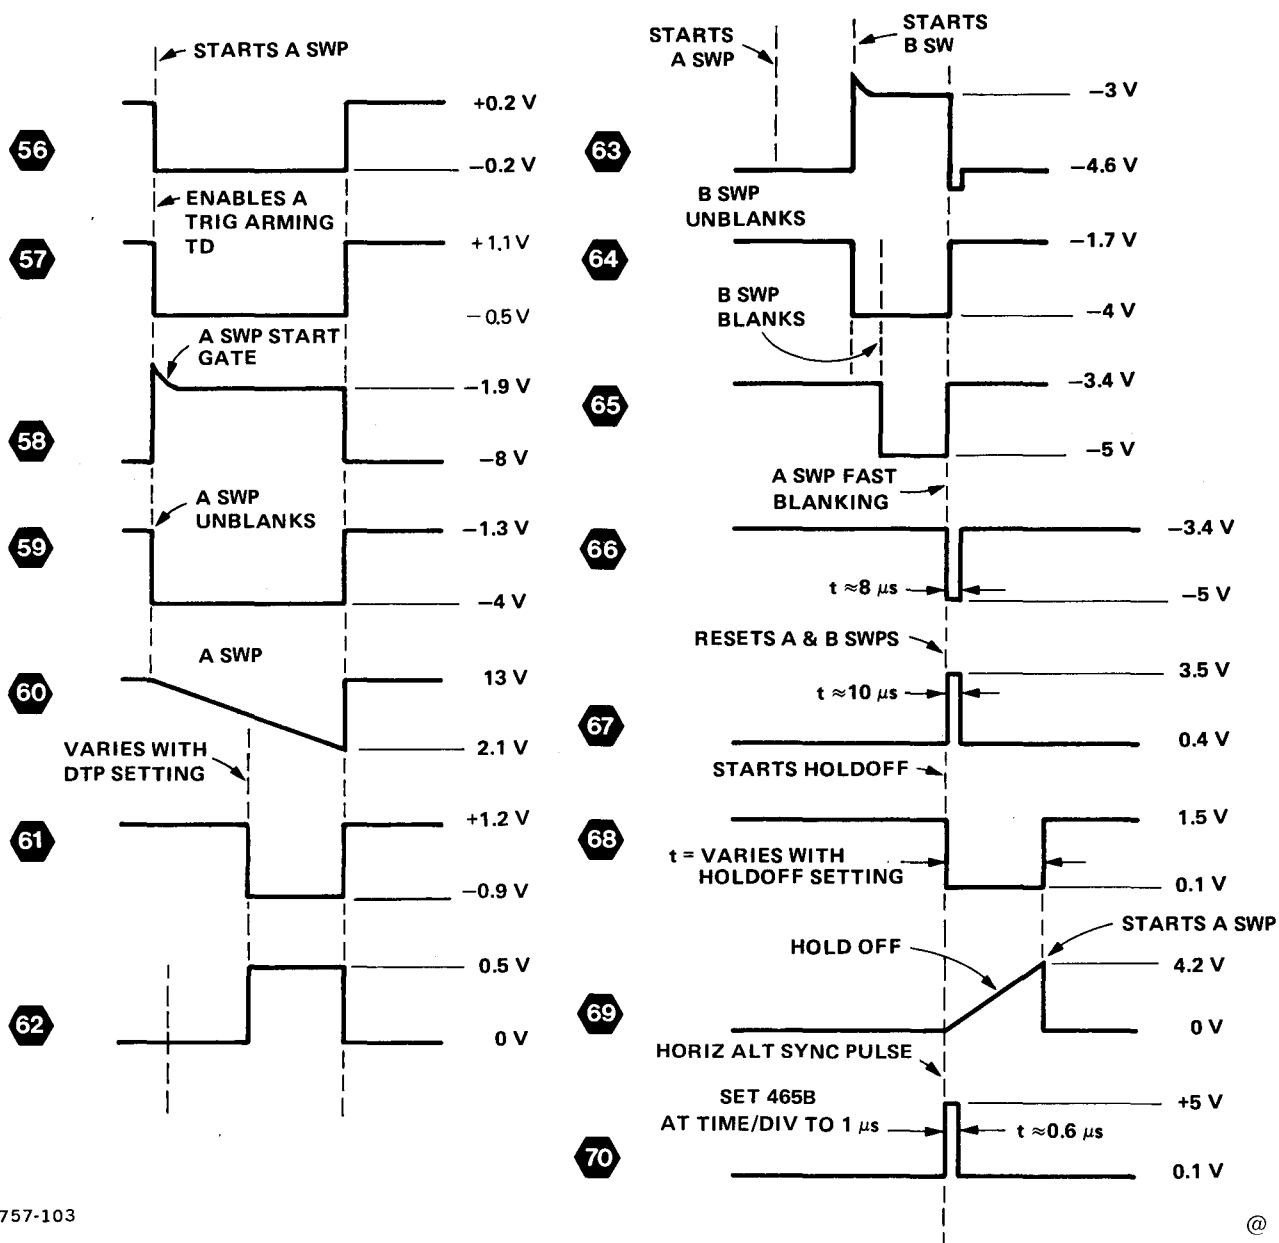 STARTS A SWP
+0.2 V
56
-0.2 V
ENABLES A
TRIG ARMING
TD
+1.1 V
57
-0.5 V
A SWP START
GATE
-1.9 V
58
-8 V
A SWP
UNBLANKS
-1.3 V
59
-4 V
A SWP
13 V
60
2.1 V
VARIES WITH
DTP SETTING
+1.2 V
61
-0.9 V
0.5 V
62
0 V
STARTS
A SWP
STARTS
B SW
-3 V
63
-4.6 V
B SWP
UNBLANKS
-1.7 V
64
B SWP
BLANKS
-4 V
-3.4 V
65
-5 V
A SWP FAST
BLANKING
-3.4 V
66
t ≈8 μs
-5 V
RESETS A & B SWPS
3.5 V
t ≈10 μs
67
0.4 V
STARTS HOLDOFF
1.5 V
68
t = VARIES WITH
HOLDOFF SETTING
0.1 V
STARTS A SWP
HOLD OFF
4.2 V
69
0 V
HORIZ ALT SYNC PULSE
SET 465B
AT TIME/DIV TO 1 μs
+5 V
t ≈0.6 μs
70
0.1 V
757-103
@